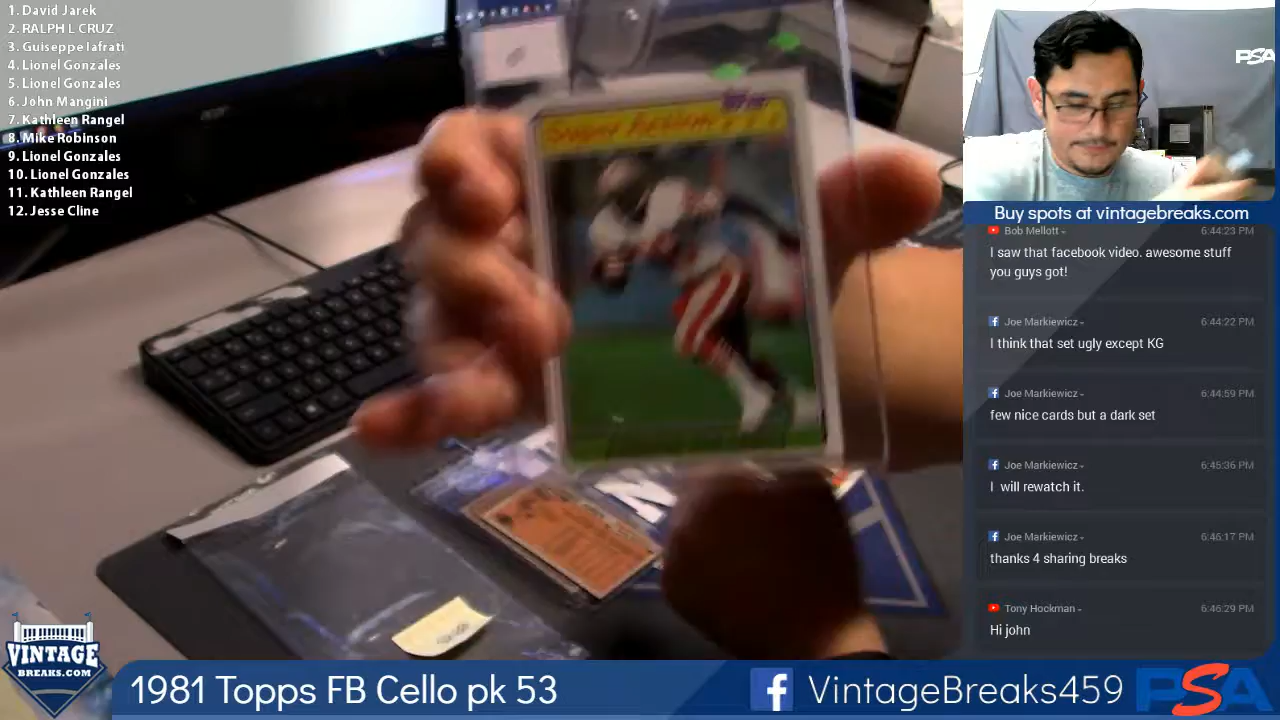 1. David Jarek
2. RALPH L CRUZ
3. Guiseppe Iafrati
4. Lionel Gonzales
5. Lionel Gonzales
6. John Mangini
7. Kathleen Rangel
8. Mike Robinson
9. Lionel Gonzales
10. Lionel Gonzales
11. Kathleen Rangel
12. Jesse Cline
PSA
Buy spots at vintagebreaks.com
Bob Mellott 6:44:23 PM
I saw that facebook video. awesome stuff
you guys got!
Joe Markiewicz 6:44:22 PM
I think that set ugly except KG
Joe Markiewicz 6:44:59 PM
few nice cards but a dark set
Joe Markiewicz 6:45:36 PM
I will rewatch it.
Joe Markiewicz 6:46:17 PM
thanks 4 sharing breaks
Tony Hockman 6:46:29 PM
Hi john
VINTAGE
BREAKS.COM
1981 Topps FB Cello pk 53
VintageBreaks459
PSA